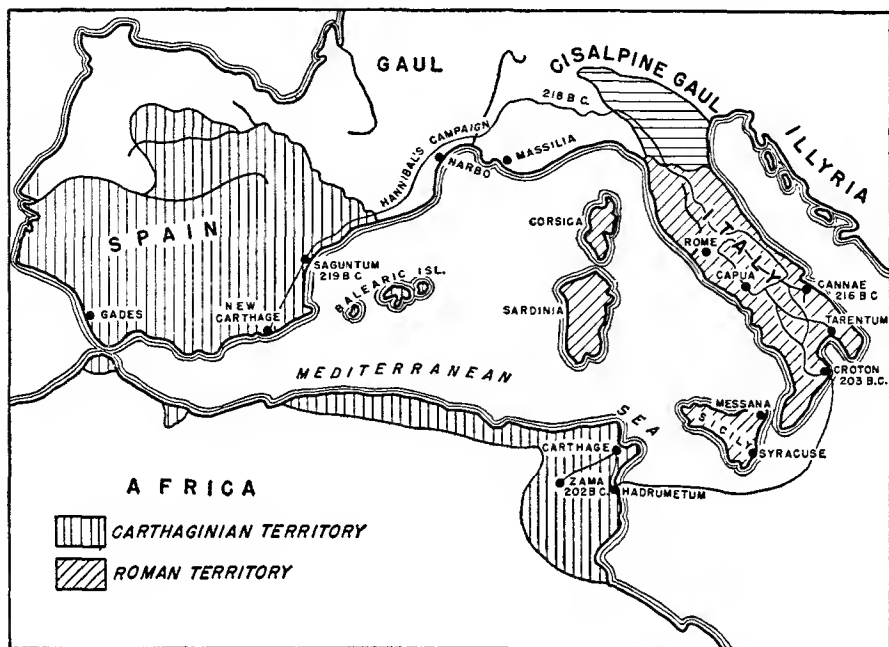 GAUL
CISALPINE GAUL
ILLYRIA
218 B.C.
HANNIBAL'S CAMPAIGN
NARBO
MASSILIA
CORSICA
ITALY
ROME
SPAIN
SAGUNTUM
219 B C
BALEARIC ISL.
CAPUA
CANNAE
216 B C
NEW
CARTHAGE
GADES
SARDINIA
TARENTUM
MEDITERRANEAN
SEA
CROTON
203 B.C.
MESSANA
SICILY
SYRACUSE
CARTHAGE
ZAMA
202 B C.
HADRUMETUM
AFRICA
CARTHAGINIAN TERRITORY
ROMAN TERRITORY